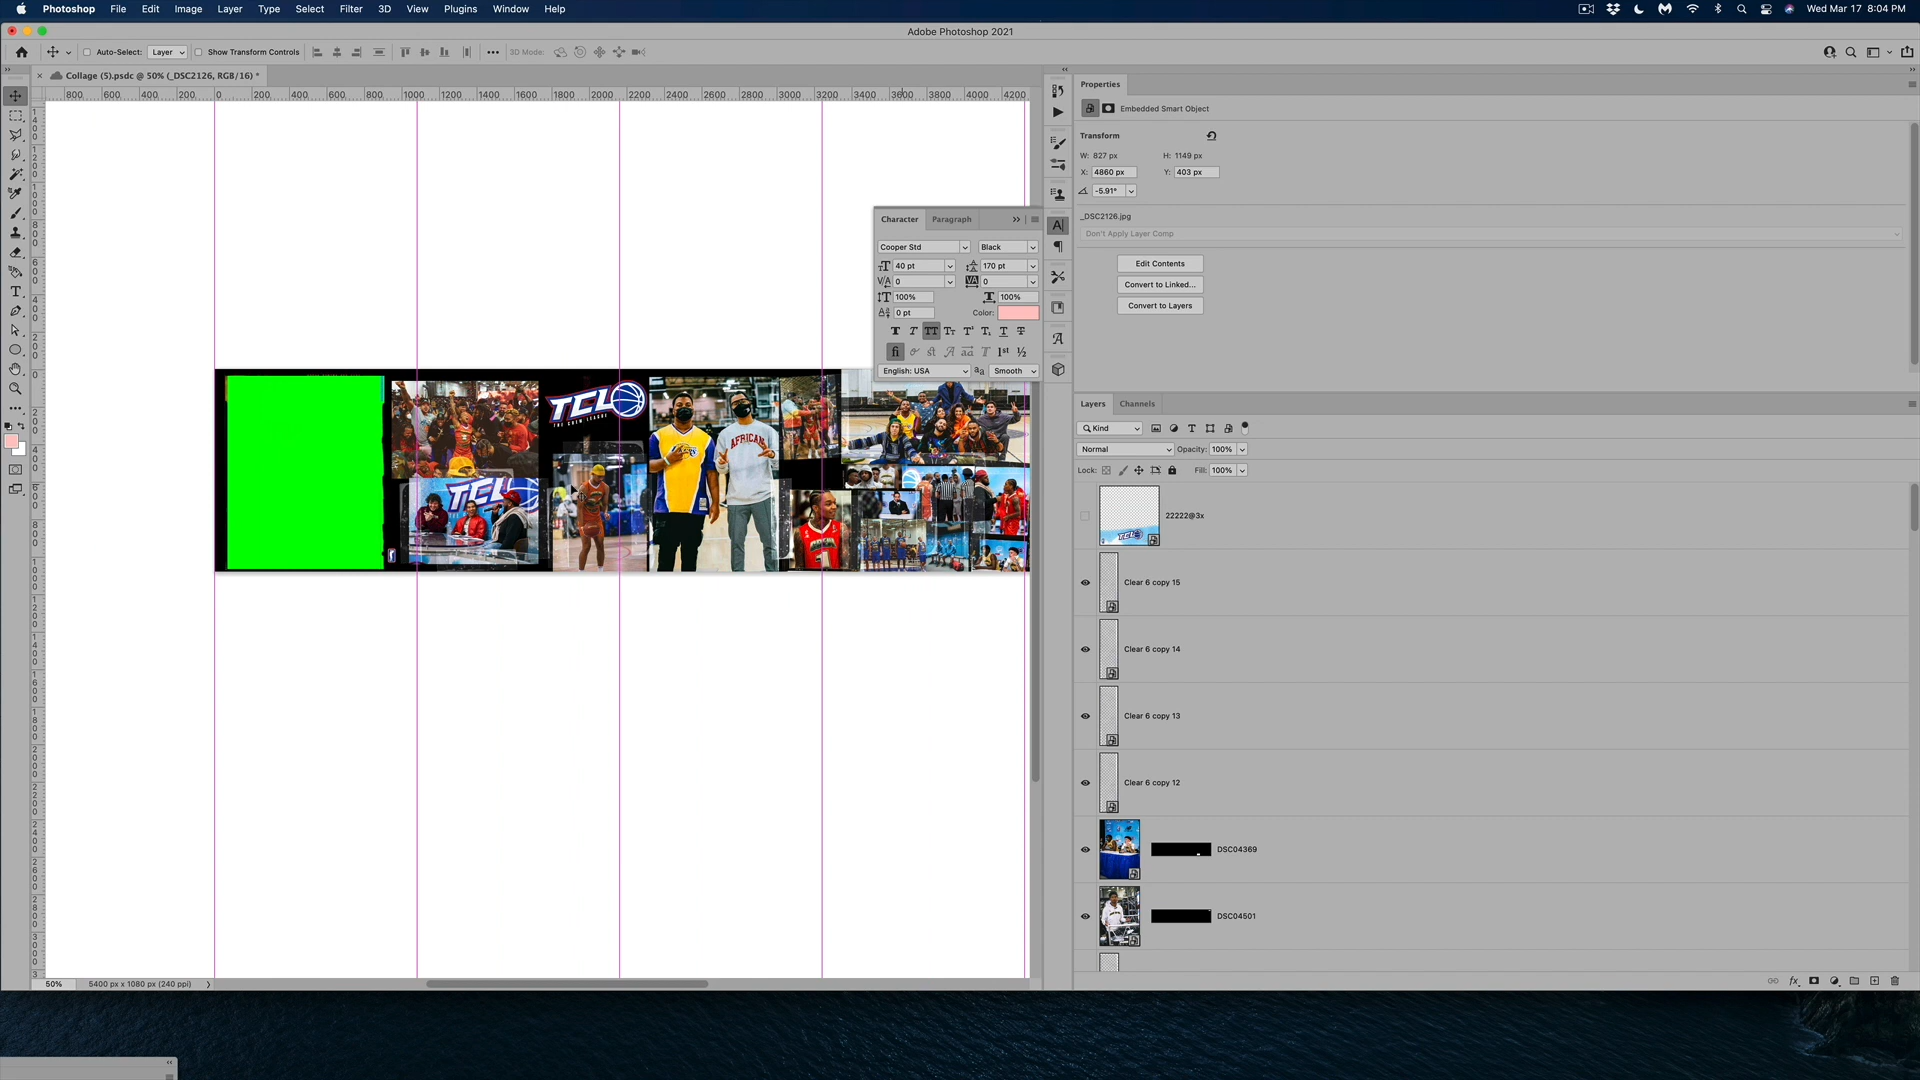 Photoshop File Edit Image Layer Type Select Filter 3D View Plugins Window Help
Wed Mar 17 8:04 PM
Adobe Photoshop 2021
Auto-Select: Layer Show Transform Controls 3D Mode:
Collage (5).psdc @ 50% (_DSC2126, RGB/16) *
800 600 400 200 0 200 400 600 800 1000 1200 1400 1600 1800 2000 2200 2400 2600 2800 3000 3200 3400 3600 3800 4000 4200
Properties
Embedded Smart Object
Transform
W: 827 px H: 1149 px
X: 4860 px Y: 403 px
-5.91°
_DSC2126.jpg
Don't Apply Layer Comp
Edit Contents
Convert to Linked...
Convert to Layers
Character Paragraph
Cooper Std Black
40 pt 170 pt
0 0
100% 100%
0 pt Color:
English: USA Smooth
TCL
THE CREW LEAGUE
AFRICAN
TCL
Layers Channels
Kind
Normal Opacity: 100%
Lock: Fill: 100%
22222@3x
Clear 6 copy 15
Clear 6 copy 14
Clear 6 copy 13
Clear 6 copy 12
DSC04369
DSC04501
50% 5400 px x 1080 px (240 ppi)